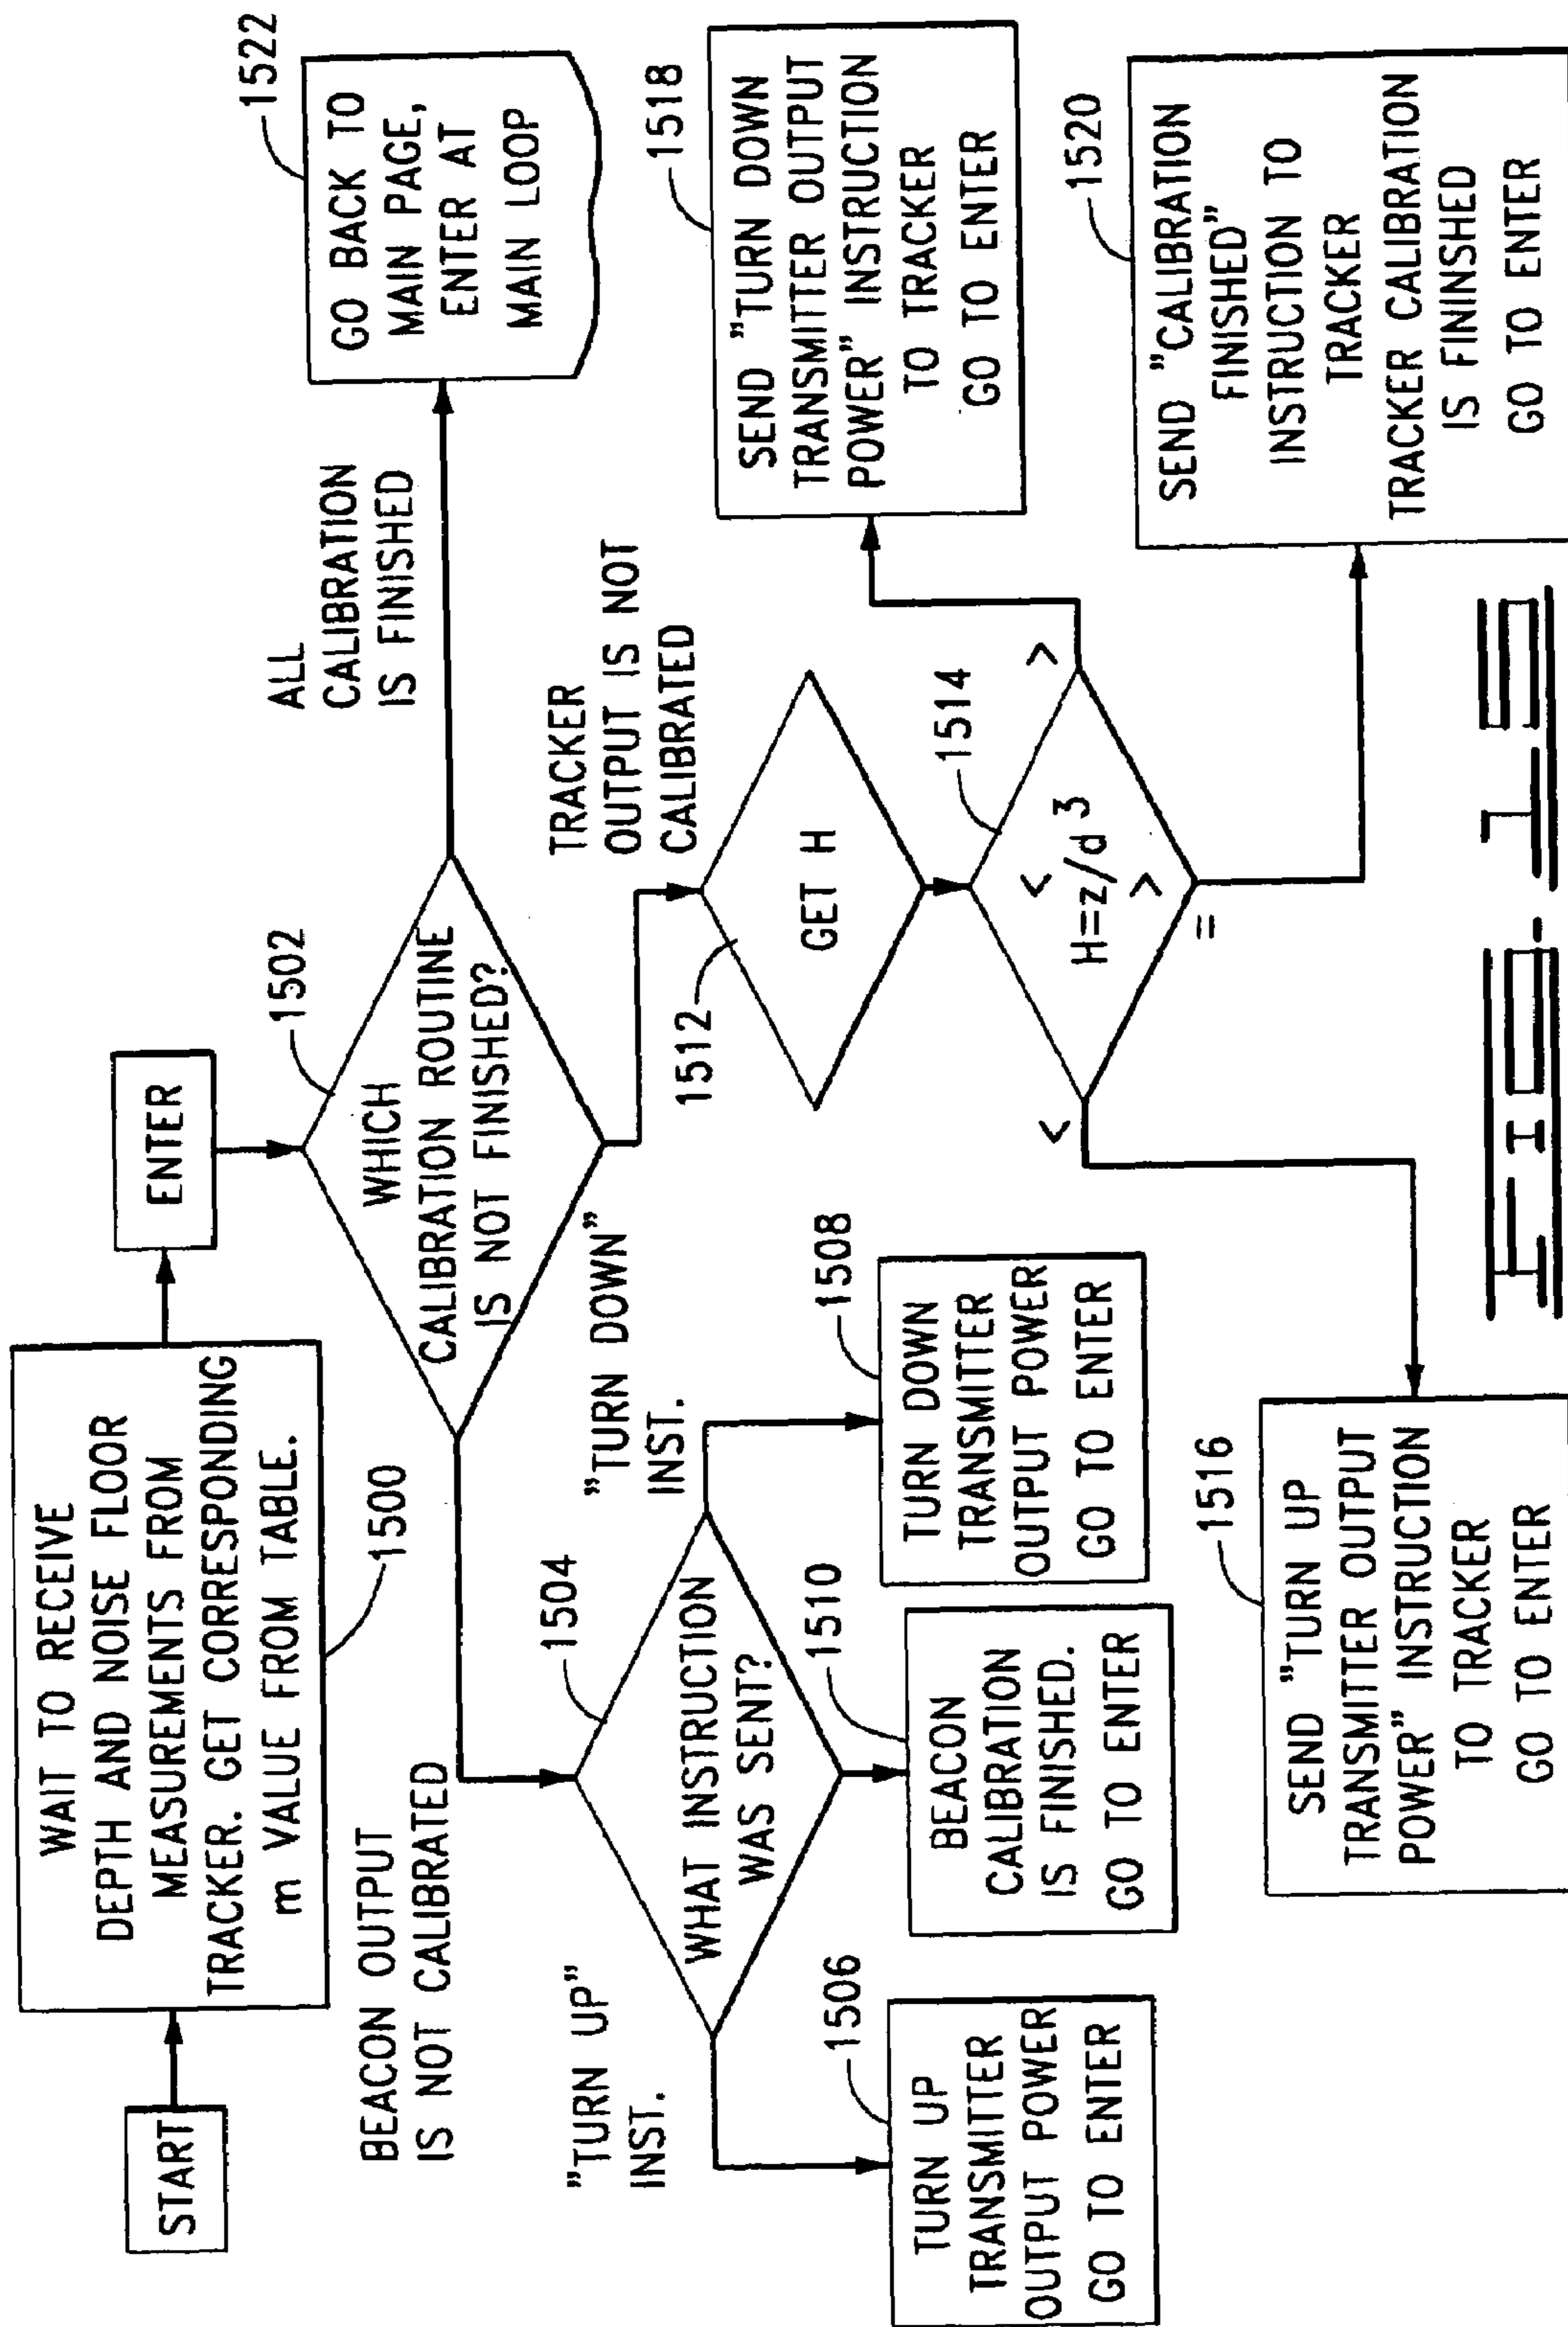 START
WAIT TO RECEIVE
DEPTH AND NOISE FLOOR
MEASUREMENTS FROM
TRACKER. GET CORRESPONDING
m VALUE FROM TABLE.
1500
ENTER
WHICH
CALIBRATION ROUTINE
IS NOT FINISHED?
1502
ALL
CALIBRATION
IS FINISHED
GO BACK TO
MAIN PAGE,
ENTER AT
MAIN LOOP
1522
BEACON OUTPUT
IS NOT CALIBRATED
WHAT INSTRUCTION
WAS SENT?
1504
"TURN UP"
INST.
TURN UP
TRANSMITTER
OUTPUT POWER
GO TO ENTER
1506
BEACON
CALIBRATION
IS FINISHED.
GO TO ENTER
1510
"TURN DOWN"
INST.
TURN DOWN
TRANSMITTER
OUTPUT POWER
GO TO ENTER
1508
TRACKER
OUTPUT IS NOT
CALIBRATED
GET H
1512
<
H=z/d³
>
1514
<
SEND "TURN UP
TRANSMITTER OUTPUT
POWER" INSTRUCTION
TO TRACKER
GO TO ENTER
1516
>
SEND "TURN DOWN
TRANSMITTER OUTPUT
POWER" INSTRUCTION
TO TRACKER
GO TO ENTER
1518
=
SEND "CALIBRATION
FINISHED"
INSTRUCTION TO
TRACKER
TRACKER CALIBRATION
IS FININSHED
GO TO ENTER
1520
FIG. 15